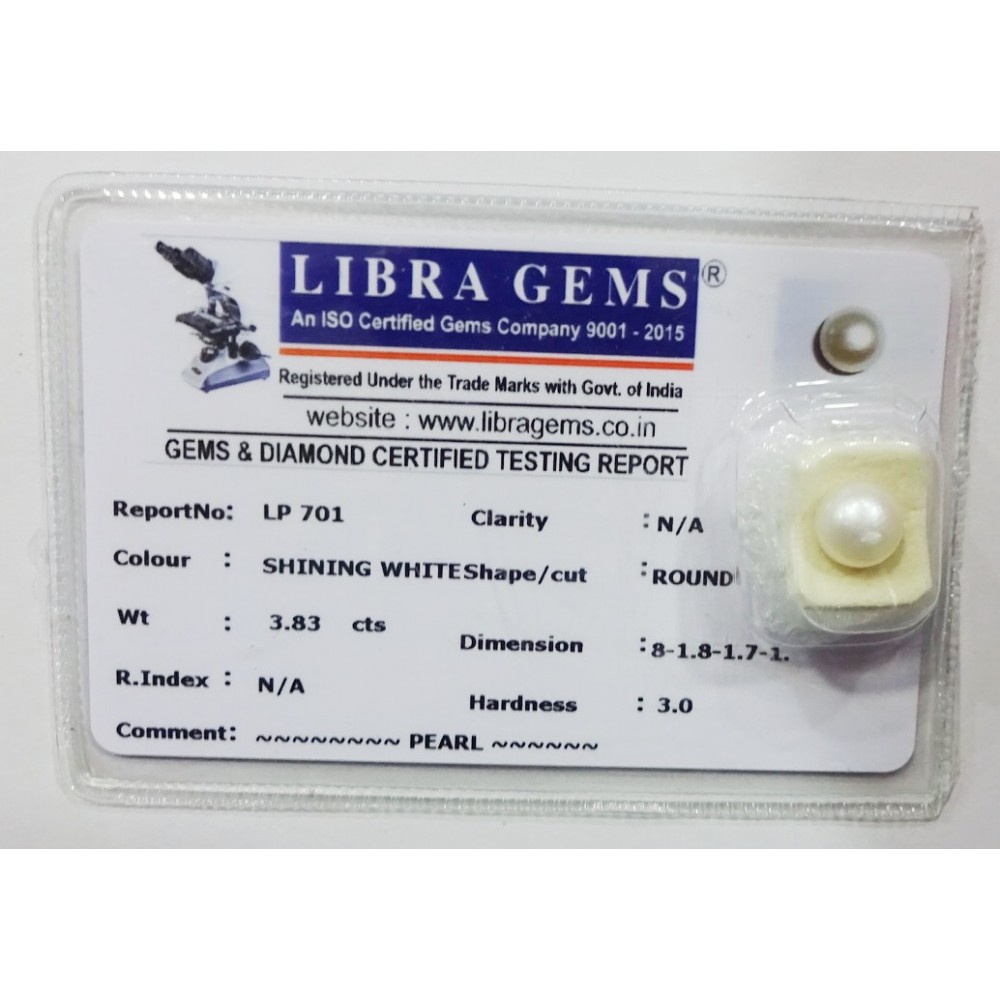 LIBRA GEMS ®
An ISO Certified Gems Company 9001 - 2015
Registered Under the Trade Marks with Govt. of India
website : www.libragems.co.in
GEMS & DIAMOND CERTIFIED TESTING REPORT
ReportNo: LP 701 Clarity : N/A
Colour : SHINING WHITE Shape/cut : ROUND
Wt : 3.83 cts Dimension : 8-1.8-1.7-1.
R.Index : N/A Hardness : 3.0
Comment: ~~~~~~~~ PEARL ~~~~~~